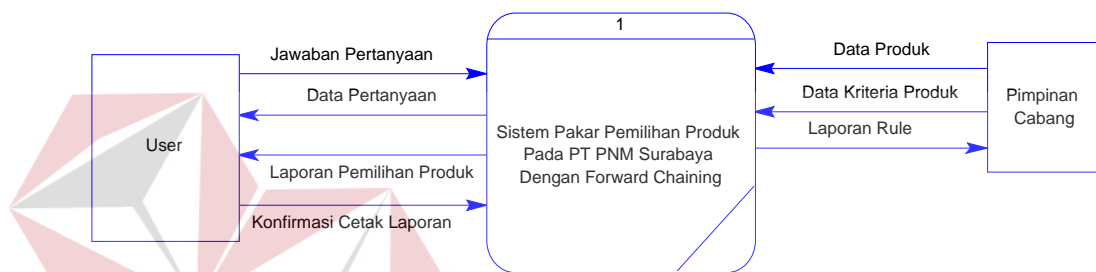 1
Jawaban Pertanyaan
Data Pertanyaan
User
Laporan Pemilihan Produk
Konfirmasi Cetak Laporan
Sistem Pakar Pemilihan Produk
Pada PT PNM Surabaya
Dengan Forward Chaining
Data Produk
Data Kriteria Produk
Laporan Rule
Pimpinan
Cabang